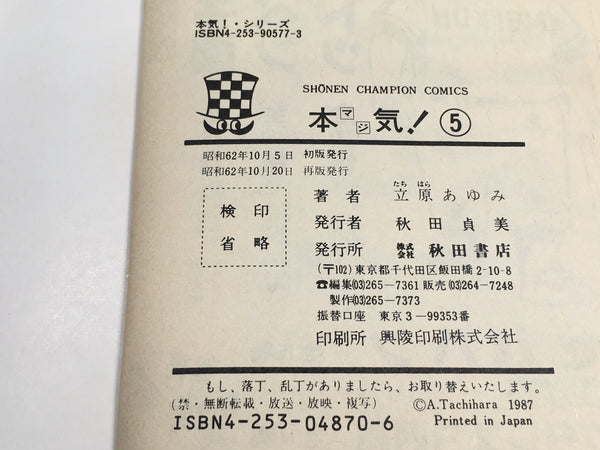 本気!・シリーズ
ISBN4-253-90577-3
SHŌNEN CHAMPION COMICS
本気! ⑤
マジ
昭和62年10月5日 初版発行
昭和62年10月20日 再版発行
検印
省略
たち はら
著者 立原あゆみ
発行者 秋田貞美
発行所 株式会社 秋田書店
(〒102) 東京都千代田区飯田橋2-10-8
☎編集(03)265-7361 販売(03)264-7248
製作(03)265-7373
振替口座 東京3-99353番
印刷所 興陵印刷株式会社
もし、落丁、乱丁がありましたら、お取り替えいたします。
(禁・無断転載・放送・放映・複写) ©A.Tachihara 1987
ISBN4-253-04870-6 Printed in Japan